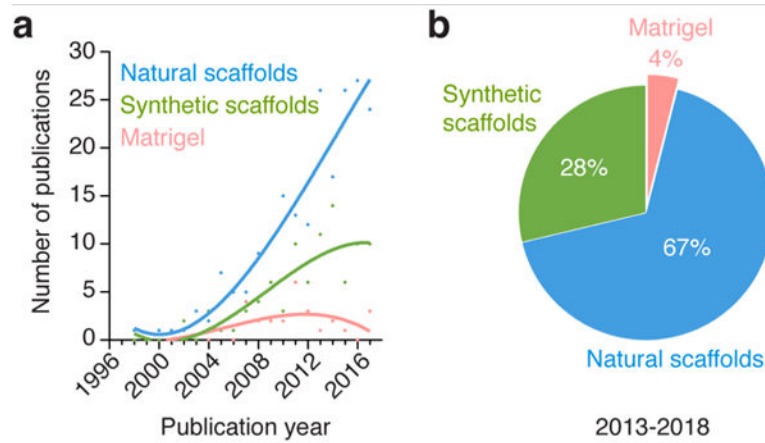 a
30
25
20
15
10
5
0
Number of publications
Natural scaffolds
Synthetic scaffolds
Matrigel
1996
2000
2004
2008
2012
2016
Publication year
b
Matrigel
4%
Synthetic
scaffolds
28%
67%
Natural scaffolds
2013-2018